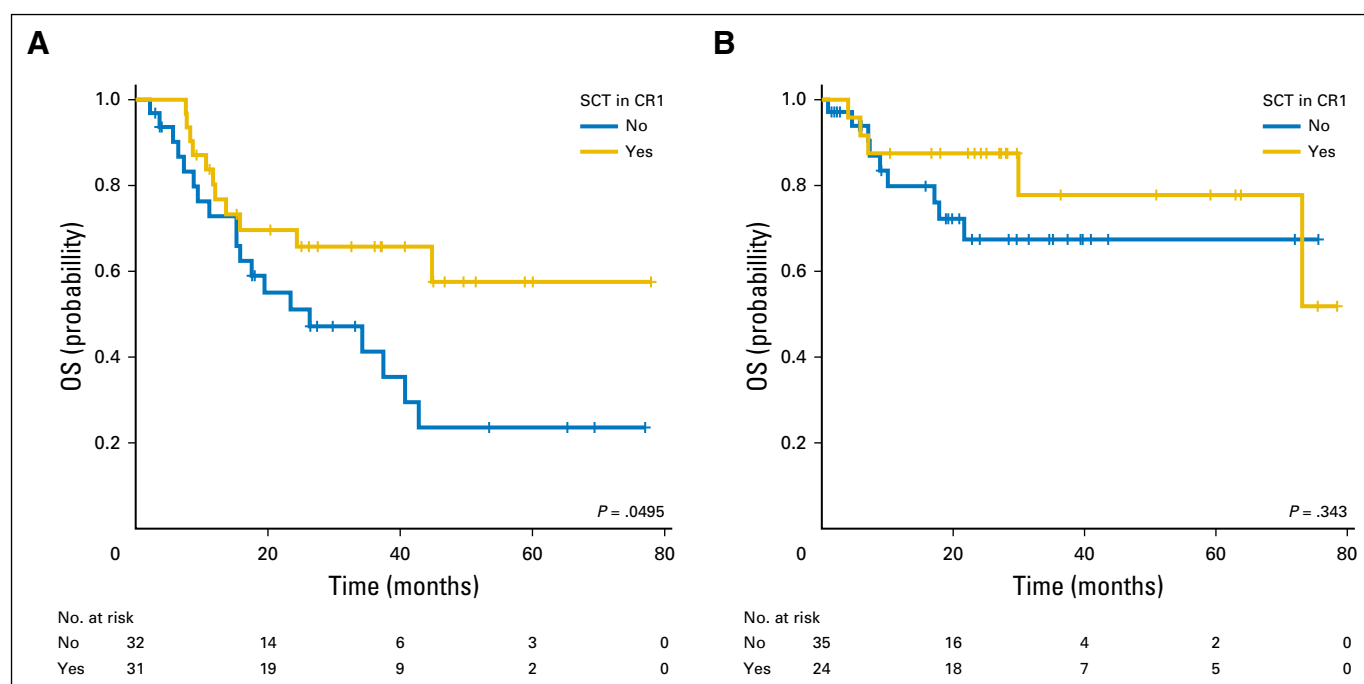 A
SCT in CR1
No
Yes
1.0
0.8
0.6
0.4
0.2
OS (probabillity)
P = .0495
0 20 40 60 80
Time (months)
No. at risk
No 32 14 6 3 0
Yes 31 19 9 2 0
B
SCT in CR1
No
Yes
1.0
0.8
0.6
0.4
0.2
OS (probabillity)
P = .343
0 20 40 60 80
Time (months)
No. at risk
No 35 16 4 2 0
Yes 24 18 7 5 0